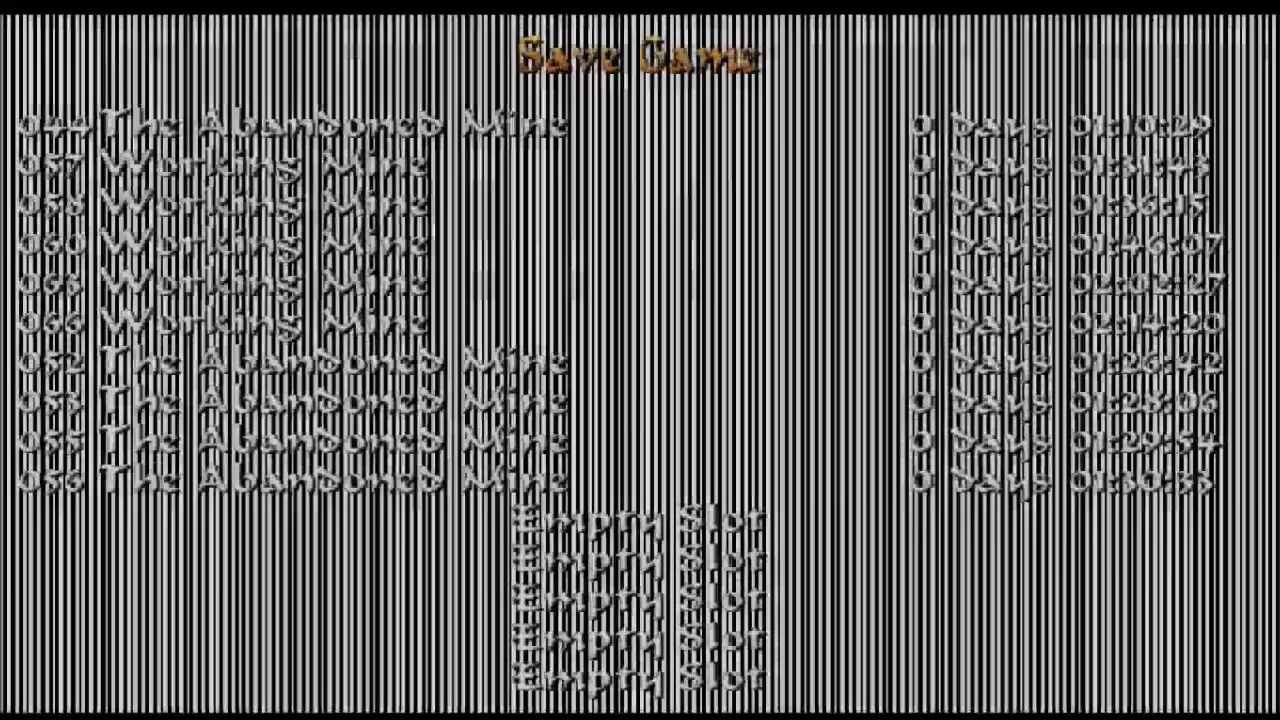 Save Game
044 The Abandoned Mine 0 Days 01:10:29
057 Working Mine 0 Days 01:31:43
058 Working Mine 0 Days 01:36:15
060 Working Mine 0 Days 01:46:07
063 Working Mine 0 Days 02:02:27
066 Working Mine 0 Days 02:14:20
052 The Abandoned Mine 0 Days 01:26:42
053 The Abandoned Mine 0 Days 01:28:06
055 The Abandoned Mine 0 Days 01:29:54
056 The Abandoned Mine 0 Days 01:30:33
Empty Slot
Empty Slot
Empty Slot
Empty Slot
Empty Slot